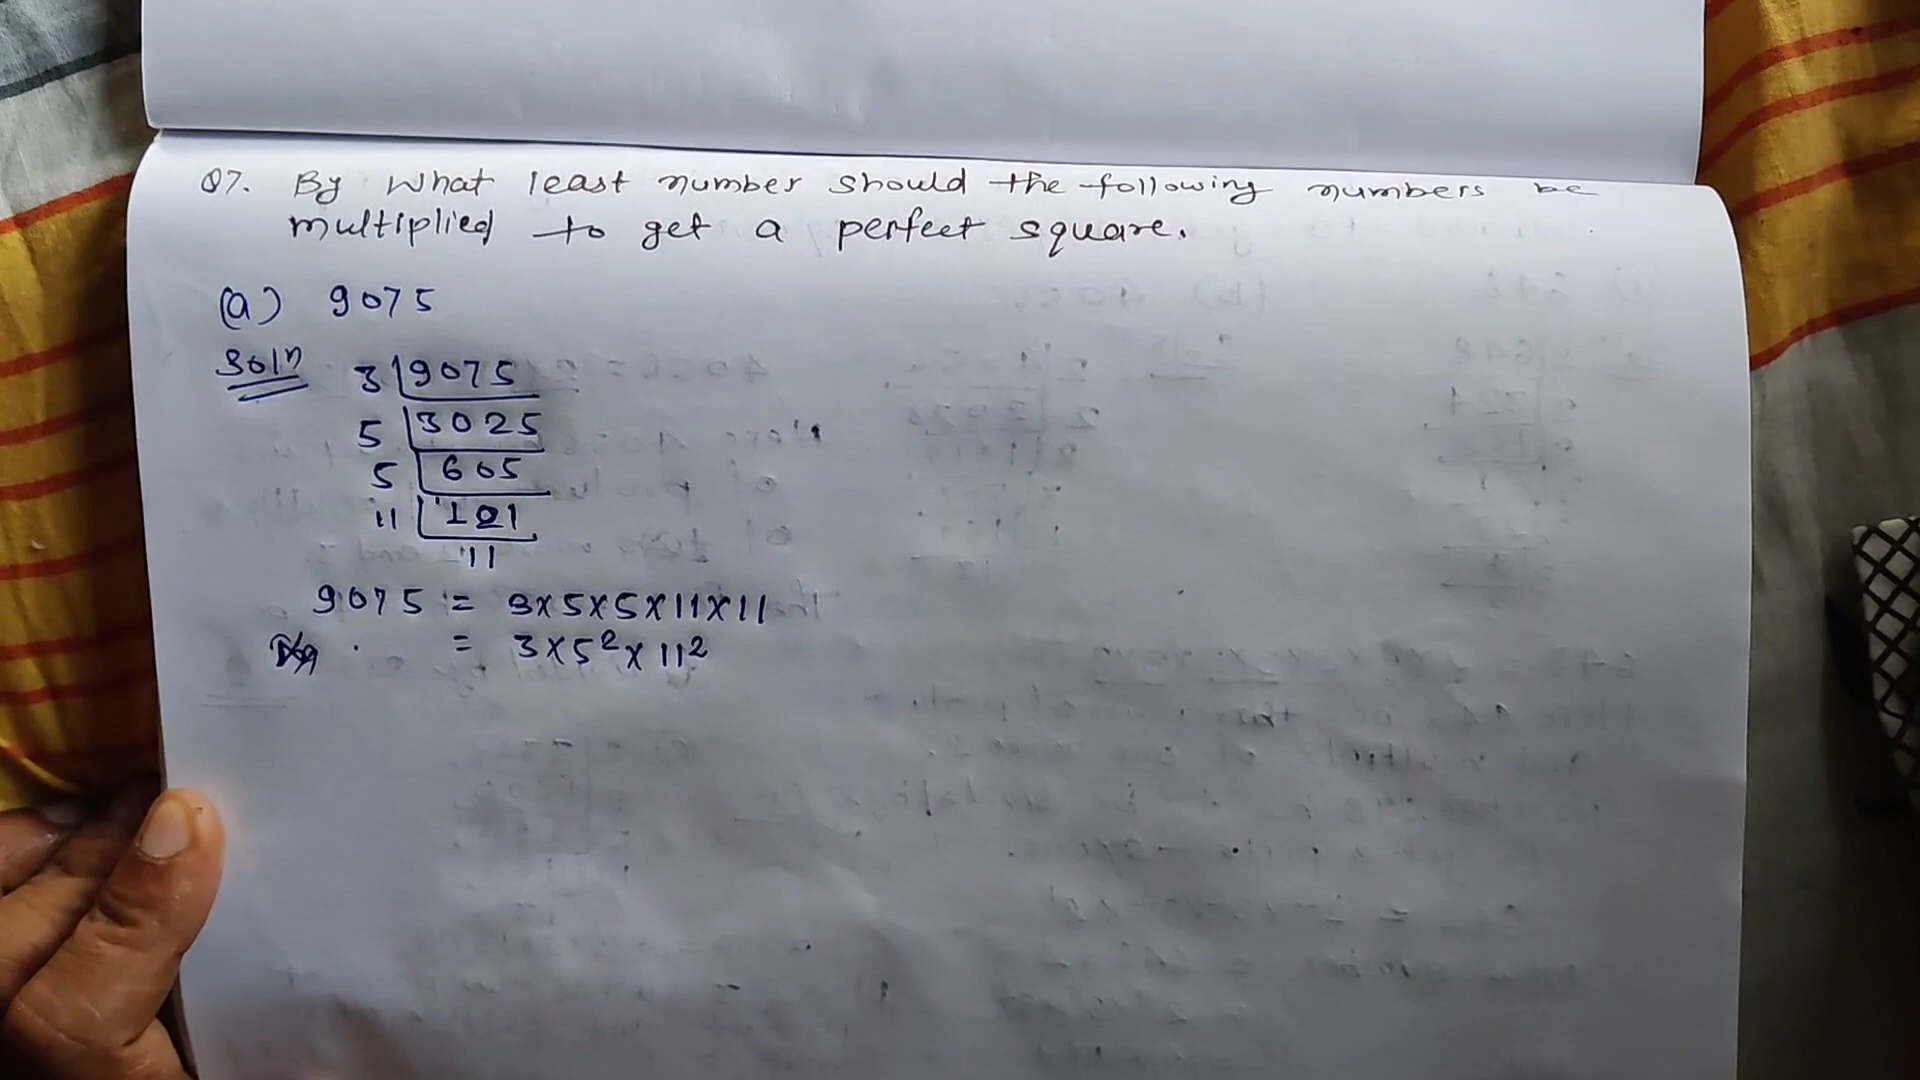 Q7. By what least number should the following numbers be
multiplied to get a perfect square.
(a) 9075
Soln
3 9075
5 3025
5 605
11 121
11
9075 = 3×5×5×11×11
= 3×5²×11²